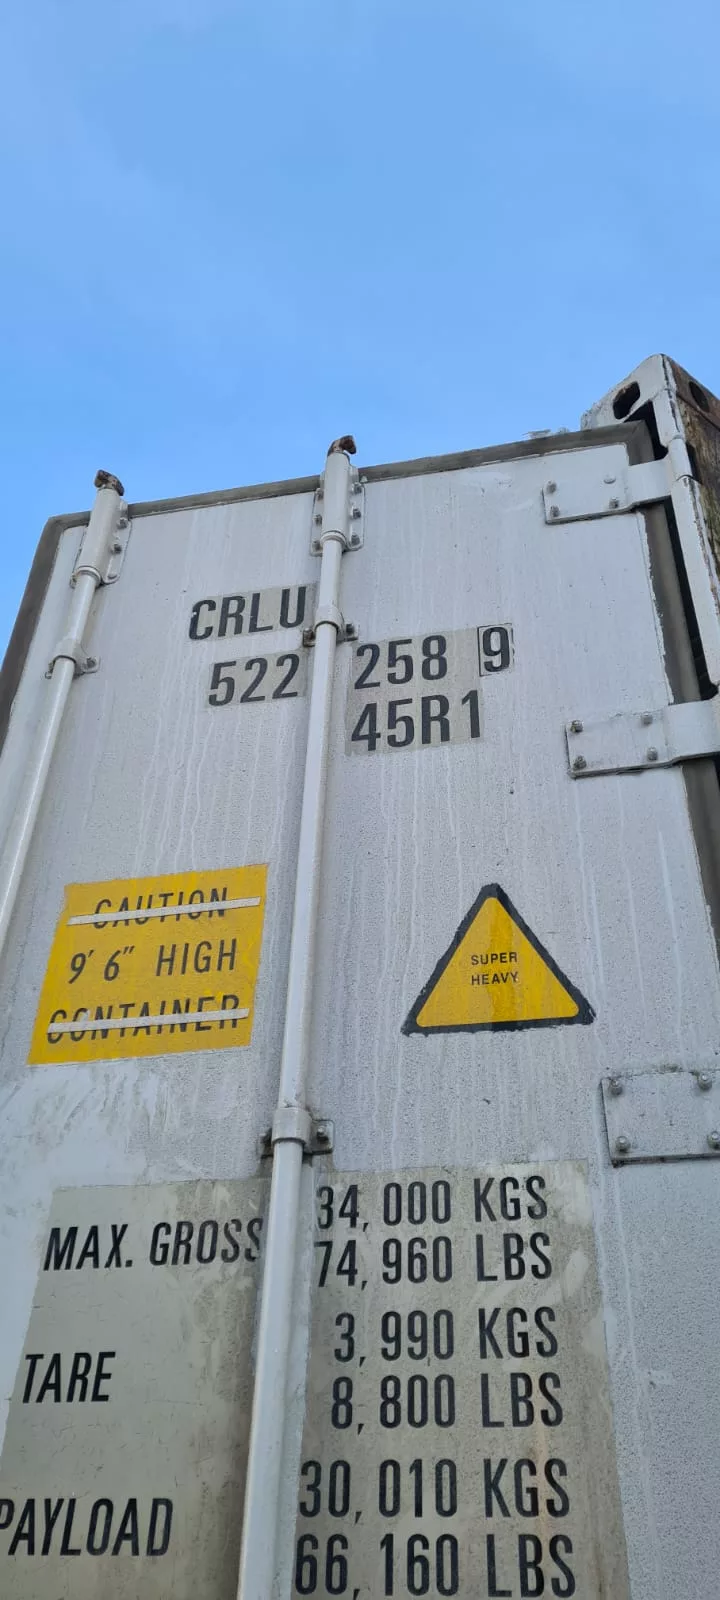 CRLU
522 258 9
45R1
CAUTION
9' 6" HIGH
CONTAINER
SUPER
HEAVY
MAX. GROSS 34,000 KGS
74,960 LBS
TARE 3,990 KGS
8,800 LBS
PAYLOAD 30,010 KGS
66,160 LBS